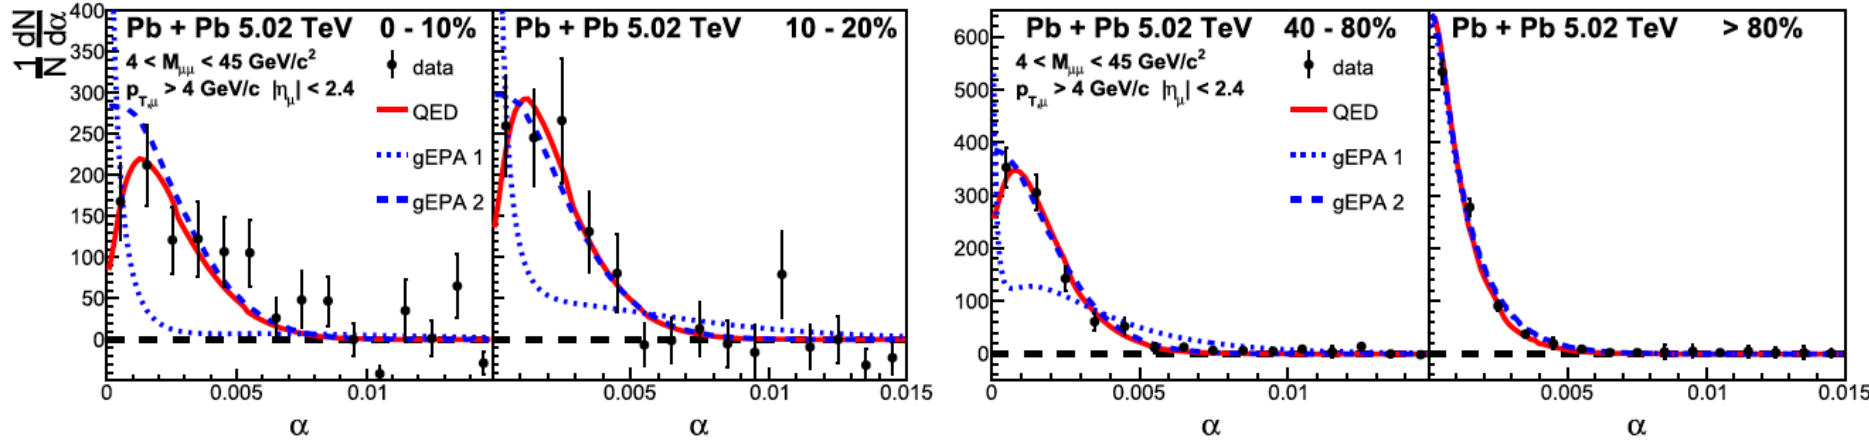 1/N dN/dα
Pb + Pb 5.02 TeV 0 - 10%
4 < Mμμ < 45 GeV/c²
pT,μ > 4 GeV/c |ημ| < 2.4
data
QED
gEPA 1
gEPA 2
400
350
300
250
200
150
100
50
0
0 0.005 0.01
α
Pb + Pb 5.02 TeV 10 - 20%
0.005 0.01 0.015
α
Pb + Pb 5.02 TeV 40 - 80%
4 < Mμμ < 45 GeV/c²
pT,μ > 4 GeV/c |ημ| < 2.4
data
QED
gEPA 1
gEPA 2
600
500
400
300
200
100
0
0 0.005 0.01
α
Pb + Pb 5.02 TeV > 80%
0.005 0.01 0.015
α